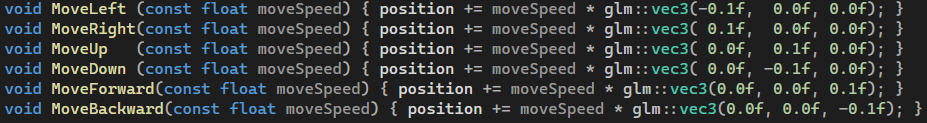 void MoveLeft (const float moveSpeed) { position += moveSpeed * glm::vec3(-0.1f,  0.0f, 0.0f); }
void MoveRight(const float moveSpeed) { position += moveSpeed * glm::vec3( 0.1f,  0.0f, 0.0f); }
void MoveUp   (const float moveSpeed) { position += moveSpeed * glm::vec3( 0.0f,  0.1f, 0.0f); }
void MoveDown (const float moveSpeed) { position += moveSpeed * glm::vec3( 0.0f, -0.1f, 0.0f); }
void MoveForward(const float moveSpeed) { position += moveSpeed * glm::vec3(0.0f, 0.0f, 0.1f); }
void MoveBackward(const float moveSpeed) { position += moveSpeed * glm::vec3(0.0f, 0.0f, -0.1f); }